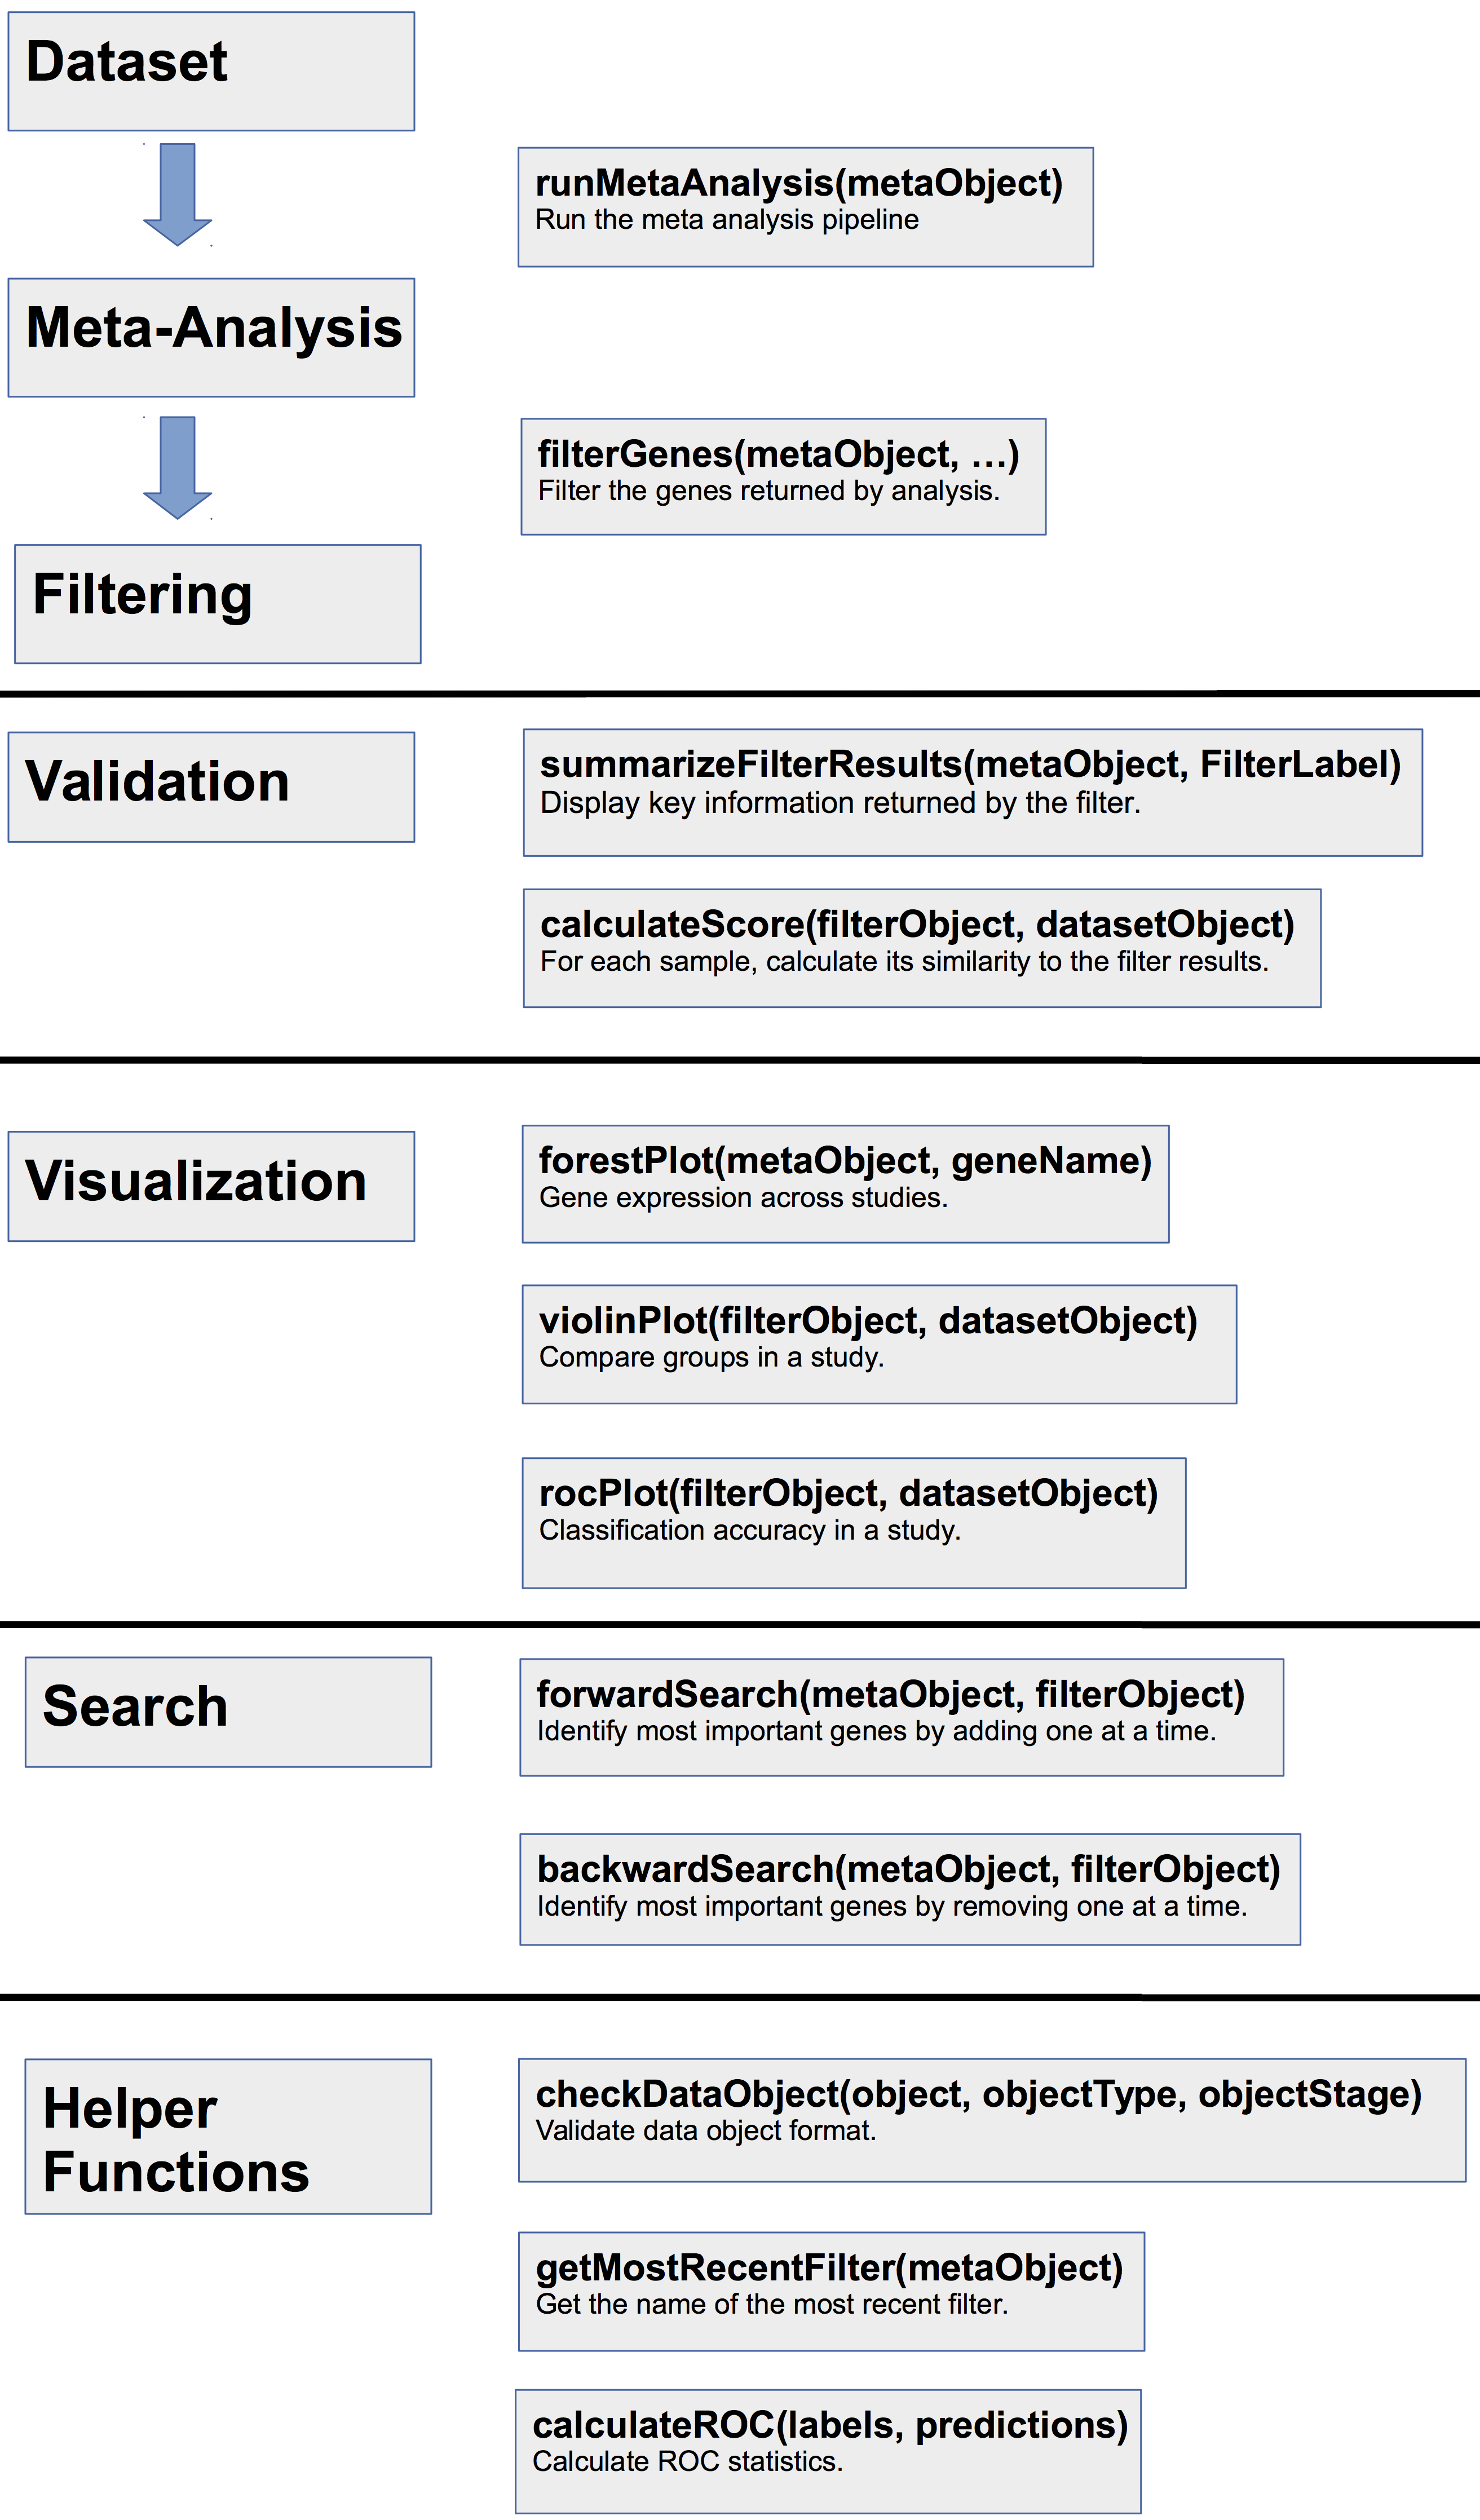 Dataset
runMetaAnalysis(metaObject)
Run the meta analysis pipeline
Meta-Analysis
filterGenes(metaObject, …)
Filter the genes returned by analysis.
Filtering
Validation
summarizeFilterResults(metaObject, FilterLabel)
Display key information returned by the filter.
calculateScore(filterObject, datasetObject)
For each sample, calculate its similarity to the filter results.
Visualization
forestPlot(metaObject, geneName)
Gene expression across studies.
violinPlot(filterObject, datasetObject)
Compare groups in a study.
rocPlot(filterObject, datasetObject)
Classification accuracy in a study.
Search
forwardSearch(metaObject, filterObject)
Identify most important genes by adding one at a time.
backwardSearch(metaObject, filterObject)
Identify most important genes by removing one at a time.
Helper
Functions
checkDataObject(object, objectType, objectStage)
Validate data object format.
getMostRecentFilter(metaObject)
Get the name of the most recent filter.
calculateROC(labels, predictions)
Calculate ROC statistics.